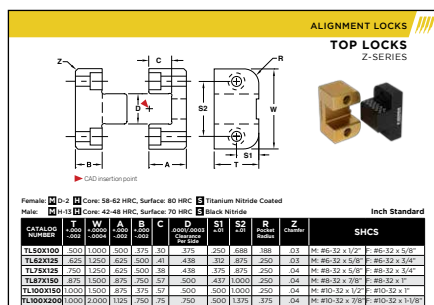 ALIGNMENT LOCKS
TOP LOCKS
Z-SERIES
Z
C
R
D
S2
W
B
A
S1
T
CAD insertion point
Female: M D-2 H Core: 58-62 HRC, Surface: 80 HRC S Titanium Nitride Coated
Male: M H-13 H Core: 42-48 HRC, Surface: 70 HRC S Black Nitride
Inch Standard
CATALOG NUMBER T +.000 -.002 W +.0000 -.0004 A +.000 -.002 B +.000 -.002 C D .0001/.0003 Clearance Per Side S1 ±.01 S2 ±.01 R Pocket Radius Z Chamfer SHCS
TL50X100 .500 1.000 .500 .375 .30 .375 .250 .688 .188 .03 M: #6-32 x 1/2" F: #6-32 x 5/8"
TL62X125 .625 1.250 .625 .500 .41 .438 .312 .875 .250 .03 M: #6-32 x 5/8" F: #6-32 x 3/4"
TL75X125 .750 1.250 .625 .500 .38 .438 .375 .875 .250 .04 M: #8-32 x 5/8" F: #8-32 x 3/4"
TL87X150 .875 1.500 .875 .750 .57 .500 .437 1.000 .250 .04 M: #8-32 x 7/8" F: #8-32 x 1"
TL100X150 1.000 1.500 .875 .750 .57 .500 .500 1.000 .250 .04 M: #10-32 x 1/2" F: #10-32 x 1"
TL100X200 1.000 2.000 1.125 .750 .75 .750 .500 1.375 .375 .04 M: #10-32 x 7/8" F: #10-32 x 1-1/8"